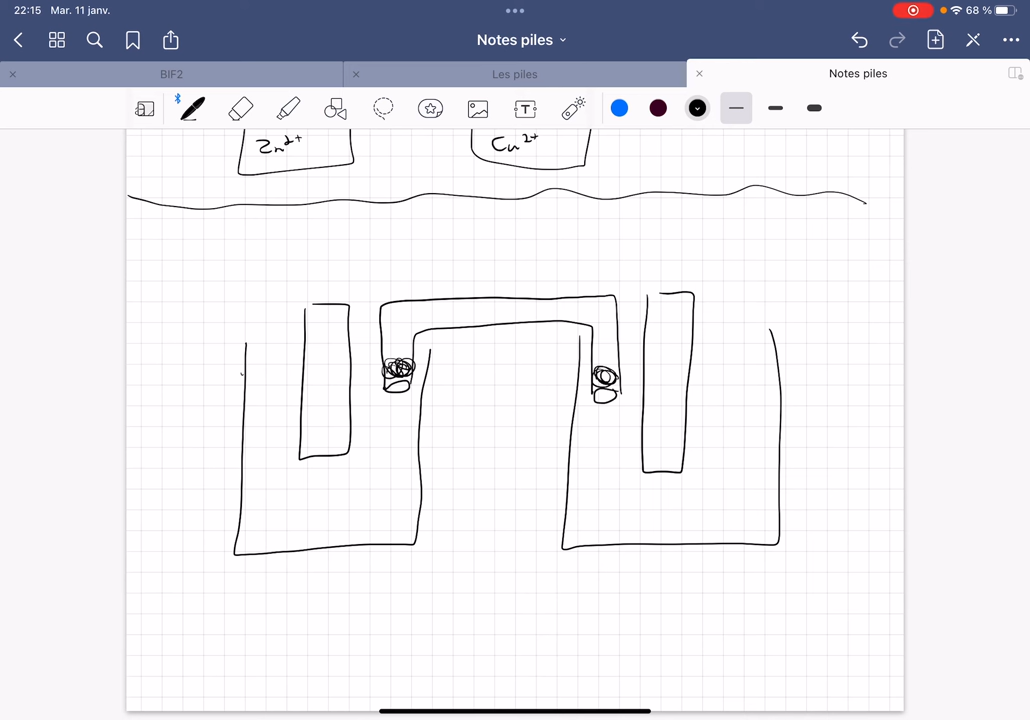 22:15 Mar. 11 janv. 68 %
Notes piles
BIF2 Les piles Notes piles
Zn²⁺ Cu²⁺